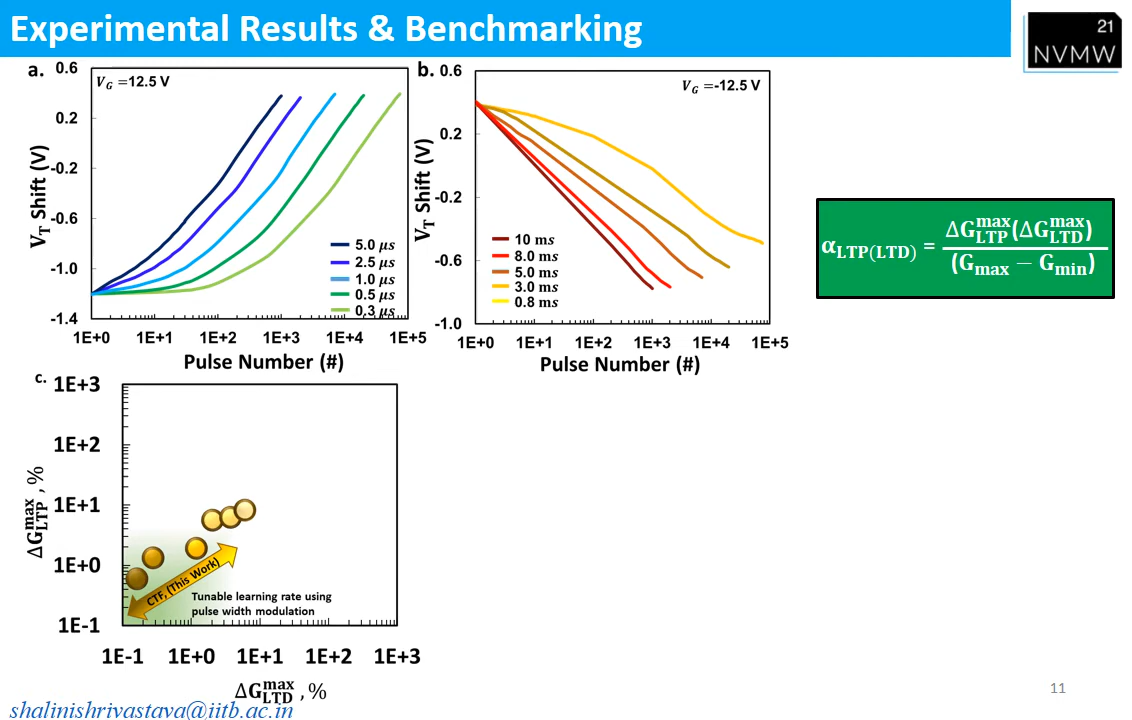 Experimental Results & Benchmarking
21
NVMW
a.
V_G =12.5 V
0.6
0.2
-0.2
-0.6
-1.0
-1.4
V_T Shift (V)
5.0 μs
2.5 μs
1.0 μs
0.5 μs
0.3 μs
1E+0 1E+1 1E+2 1E+3 1E+4 1E+5
Pulse Number (#)
b.
V_G =-12.5 V
0.6
0.2
-0.2
-0.6
-1.0
V_T Shift (V)
10 ms
8.0 ms
5.0 ms
3.0 ms
0.8 ms
1E+0 1E+1 1E+2 1E+3 1E+4 1E+5
Pulse Number (#)
α_LTP(LTD) = ΔG_LTP^max (ΔG_LTD^max) / (G_max − G_min)
c.
1E+3
1E+2
1E+1
1E+0
1E-1
ΔG_LTP^max , %
CTF, (This Work)
Tunable learning rate using
pulse width modulation
1E-1 1E+0 1E+1 1E+2 1E+3
ΔG_LTD^max , %
11
shalinishrivastava@iitb.ac.in